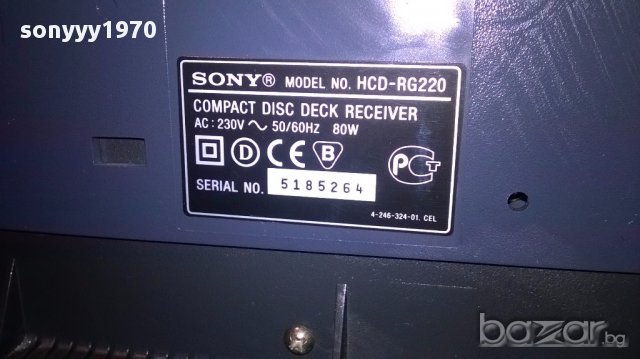 sonyyy1970
SONY® MODEL NO. HCD-RG220
COMPACT DISC DECK RECEIVER
AC: 230V ~ 50/60HZ 80W
D CE B PCT
SERIAL NO. 5185264
4-246-324-01. CEL
bazar.bg